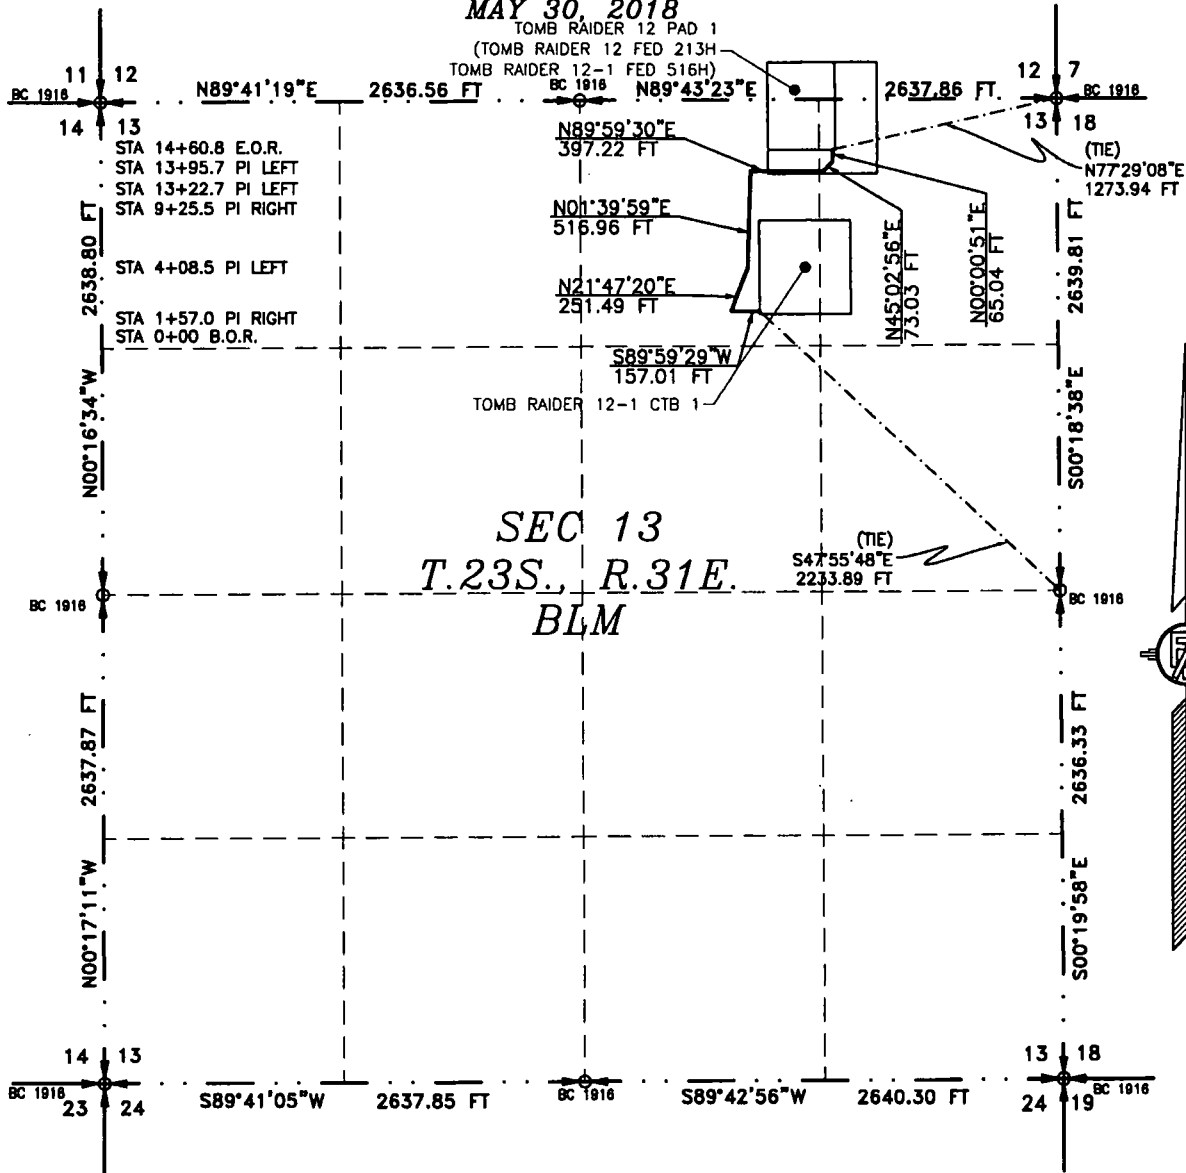 MAY 30, 2018
TOMB RAIDER 12 PAD 1
(TOMB RAIDER 12 FED 213H
TOMB RAIDER 12-1 FED 516H)
11 12
BC 1916
14 13
N89°41'19"E 2636.56 FT
BC 1916
N89°43'23"E 2637.86 FT
12 7
BC 1916
13 18
STA 14+60.8 E.O.R.
STA 13+95.7 PI LEFT
STA 13+22.7 PI LEFT
STA 9+25.5 PI RIGHT
STA 4+08.5 PI LEFT
STA 1+57.0 PI RIGHT
STA 0+00 B.O.R.
N89°59'30"E
397.22 FT
N01°39'59"E
516.96 FT
N21°47'20"E
251.49 FT
S89°59'29"W
157.01 FT
TOMB RAIDER 12-1 CTB 1
N45°02'56"E
73.03 FT
N00°00'51"E
65.04 FT
(TIE)
N77°29'08"E
1273.94 FT
N00°16'34"W 2638.80 FT
S00°18'38"E 2639.81 FT
SEC 13
T.23S., R.31E.
BLM
(TIE)
S47°55'48"E
2233.89 FT
BC 1916
BC 1916
N00°17'11"W 2637.87 FT
S00°19'58"E 2636.33 FT
14 13
BC 1916
23 24
S89°41'05"W 2637.85 FT
BC 1916
S89°42'56"W 2640.30 FT
13 18
BC 1916
24 19